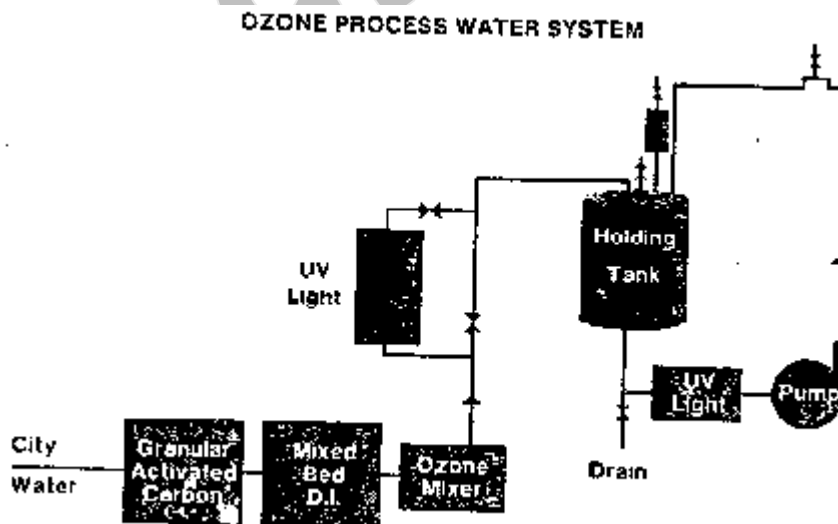 OZONE PROCESS WATER SYSTEM
Holding
Tank
UV
Light
UV
Light
Pump
City
Water
Granular
Activated
Carbon
Mixed
Bed
D.I.
Ozone
Mixer
Drain